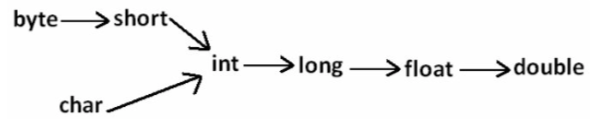 byte short
int long float double
char